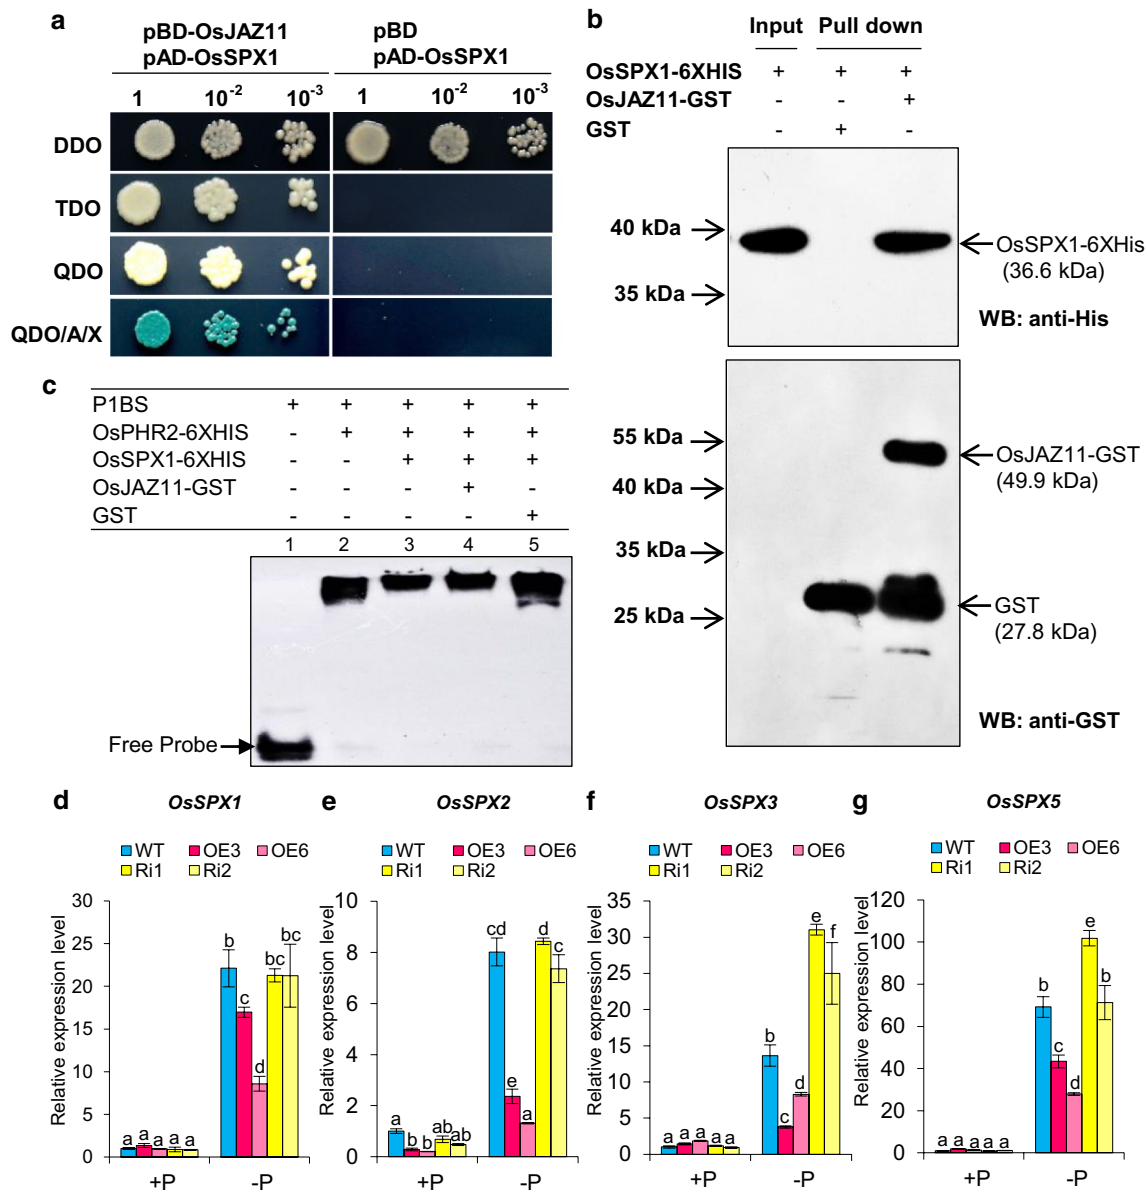 a
pBD-OsJAZ11
pAD-OsSPX1
pBD
pAD-OsSPX1
1 10-2 10-3 1 10-2 10-3
DDO
TDO
QDO
QDO/A/X
b
Input Pull down
OsSPX1-6XHIS + + +
OsJAZ11-GST - - +
GST - + -
40 kDa
35 kDa
OsSPX1-6XHis
(36.6 kDa)
WB: anti-His
55 kDa
40 kDa
35 kDa
25 kDa
OsJAZ11-GST
(49.9 kDa)
GST
(27.8 kDa)
WB: anti-GST
c
P1BS + + + + +
OsPHR2-6XHIS - + + + +
OsSPX1-6XHIS - - + + +
OsJAZ11-GST - - - + -
GST - - - - +
1 2 3 4 5
Free Probe
d
OsSPX1
WT OE3 OE6
Ri1 Ri2
Relative expression level
30
25
20
15
10
5
0
a a a a a
b c d bc bc
+P -P
e
OsSPX2
WT OE3 OE6
Ri1 Ri2
Relative expression level
10
8
6
4
2
0
a b b ab ab
cd e a d c
+P -P
f
OsSPX3
WT OE3 OE6
Ri1 Ri2
Relative expression level
35
30
25
20
15
10
5
0
a a a a a
b c d e f
+P -P
g
OsSPX5
WT OE3 OE6
Ri1 Ri2
Relative expression level
120
100
80
60
40
20
0
a a a a a
b c d e b
+P -P